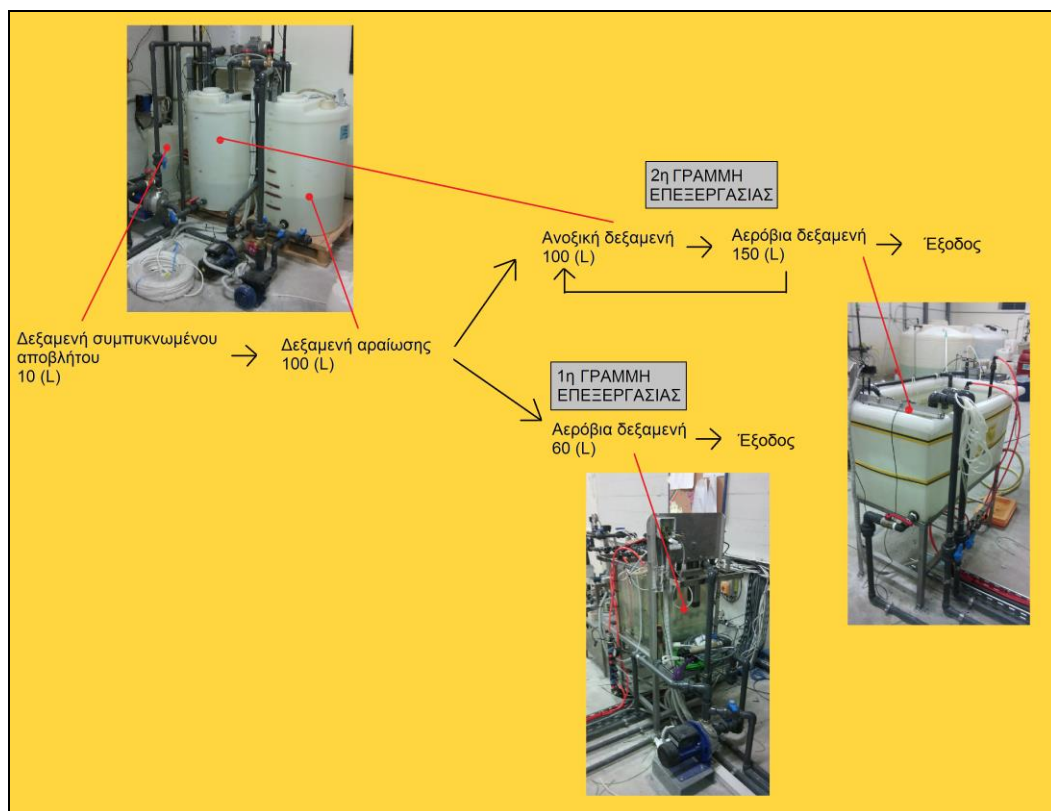 2η ΓΡΑΜΜΗ
ΕΠΕΞΕΡΓΑΣΙΑΣ
Ανοξική δεξαμενή
100 (L)
Αερόβια δεξαμενή
150 (L)
Έξοδος
Δεξαμενή συμπυκνωμένου
αποβλήτου
10 (L)
Δεξαμενή αραίωσης
100 (L)
1η ΓΡΑΜΜΗ
ΕΠΕΞΕΡΓΑΣΙΑΣ
Αερόβια δεξαμενή
60 (L)
Έξοδος